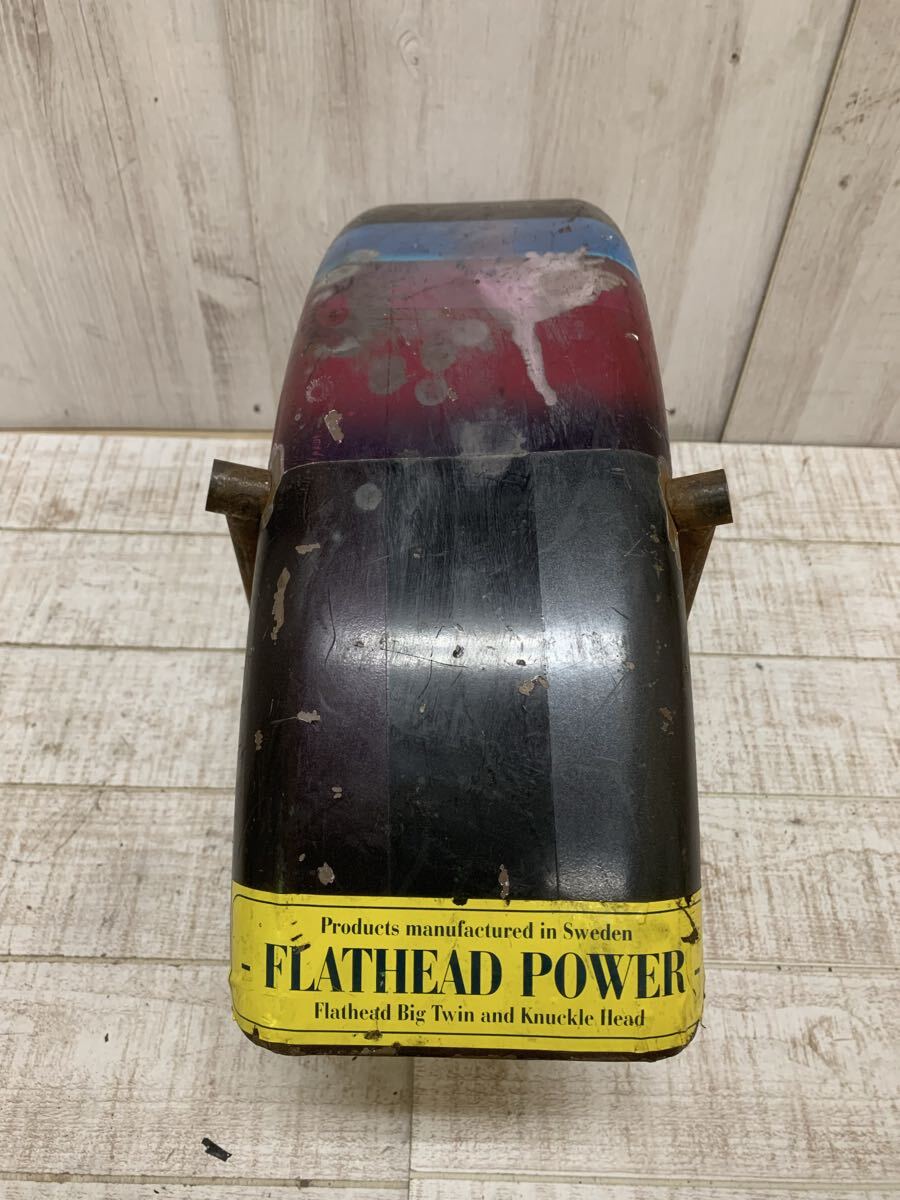 Products manufactured in Sweden
- FLATHEAD POWER -
Flathead Big Twin and Knuckle Head